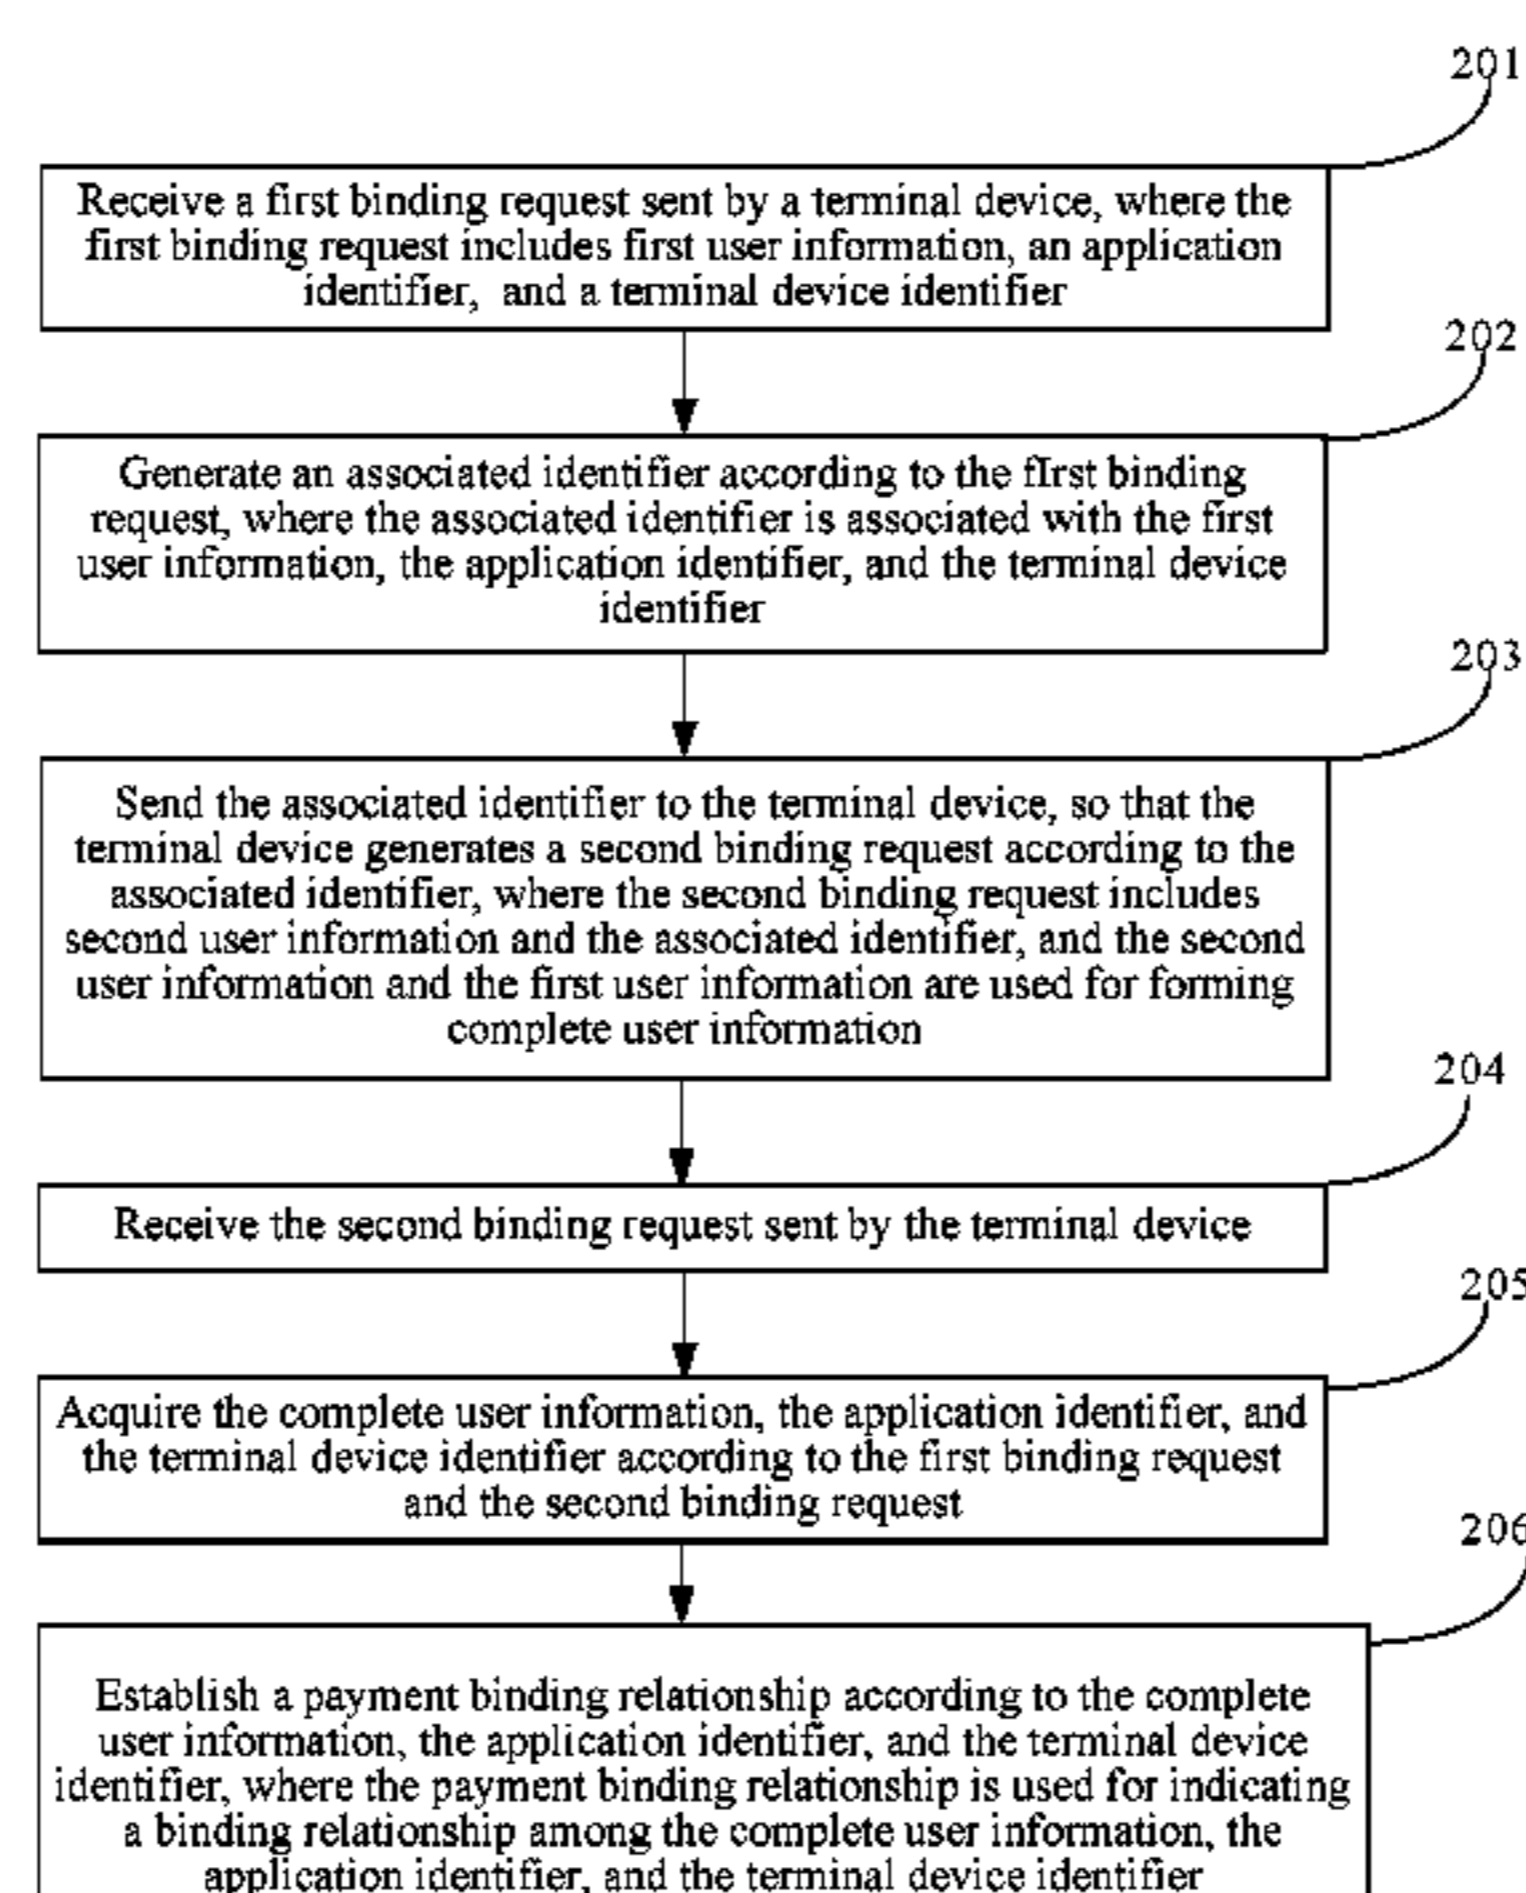 201
Receive a first binding request sent by a terminal device, where the
first binding request includes first user information, an application
identifier, and a terminal device identifier
202
Generate an associated identifier according to the fIrst binding
request, where the associated identifier is associated with the first
user information, the application identifier, and the terminal device
identifier
203
Send the associated identifier to the terminal device, so that the
terminal device generates a second binding request according to the
associated identifier, where the second binding request includes
second user information and the associated identifier, and the second
user information and the first user information are used for forming
complete user information
204
Receive the second binding request sent by the terminal device
205
Acquire the complete user information, the application identifier, and
the terminal device identifier according to the first binding request
and the second binding request
206
Establish a payment binding relationship according to the complete
user information, the application identifier, and the terminal device
identifier, where the payment binding relationship is used for indicating
a binding relationship among the complete user information, the
application identifier, and the terminal device identifier